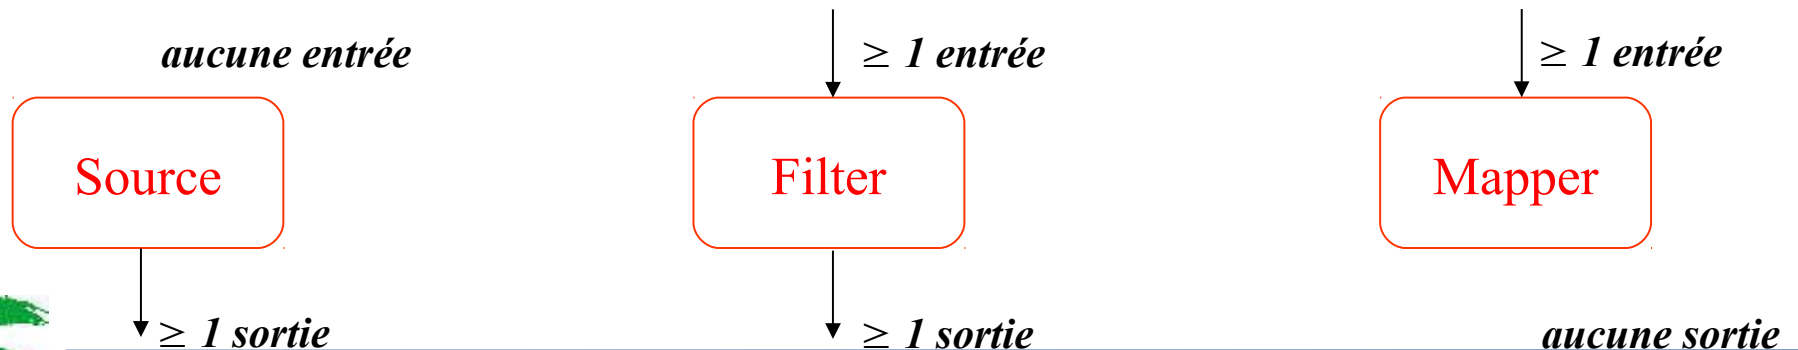 aucune entrée
≥ 1 entrée
≥ 1 entrée
Source
Filter
Mapper
≥ 1 sortie
≥ 1 sortie
aucune sortie